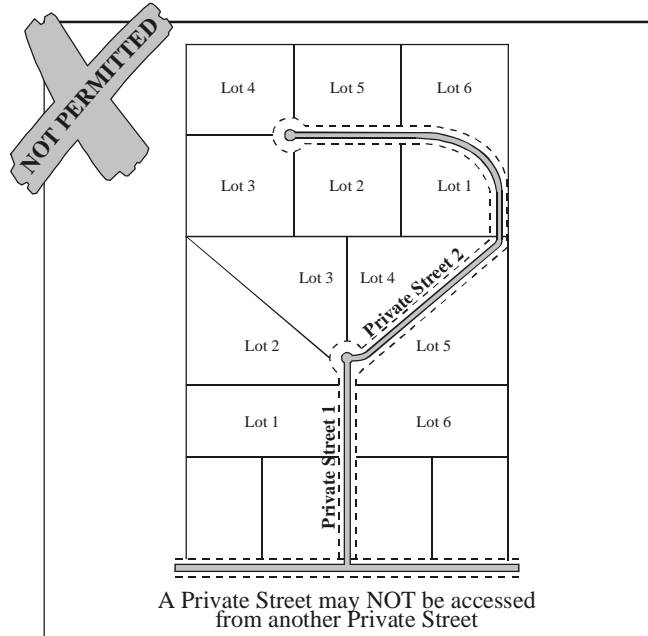 NOT PERMITTED
Lot 4 Lot 5 Lot 6
Lot 3 Lot 2 Lot 1
Lot 3 Lot 4
Private Street 2
Lot 2 Lot 5
Lot 1 Lot 6
Private Street 1
A Private Street may NOT be accessed
from another Private Street